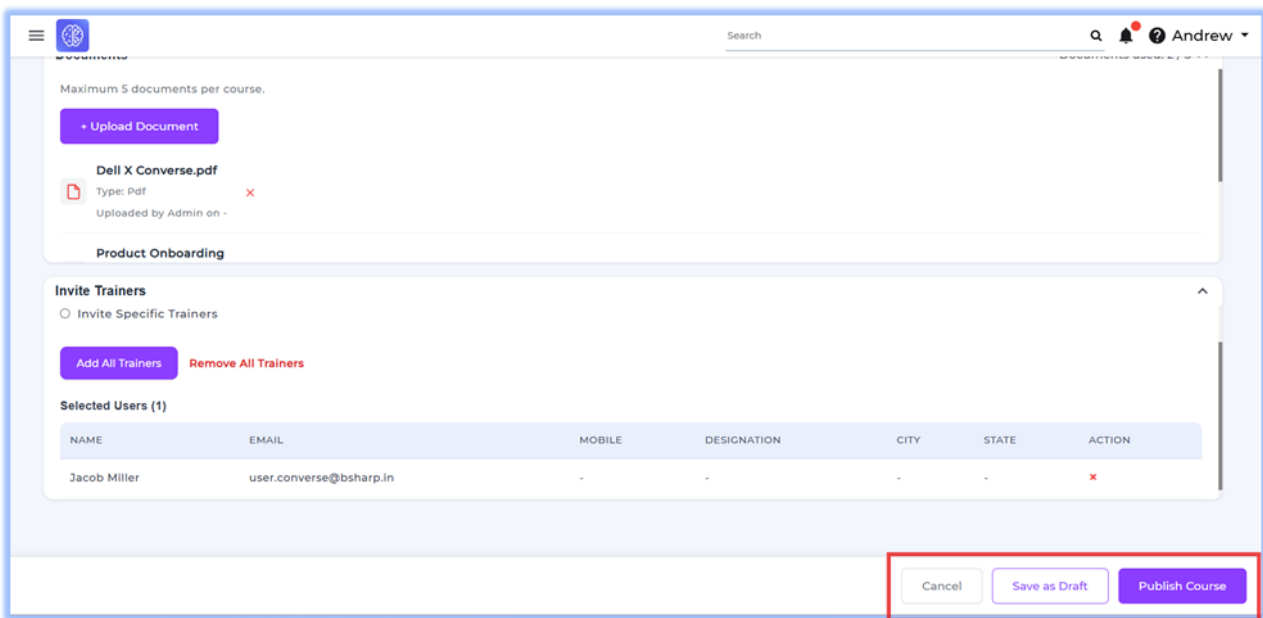 Search
Andrew
Documents
Maximum 5 documents per course.
+ Upload Document
Dell X Converse.pdf
Type: Pdf
Uploaded by Admin on -
Product Onboarding
Invite Trainers
Invite Specific Trainers
Add All Trainers Remove All Trainers
Selected Users (1)
NAME EMAIL MOBILE DESIGNATION CITY STATE ACTION
Jacob Miller user.converse@bsharp.in - - - -
Cancel Save as Draft Publish Course